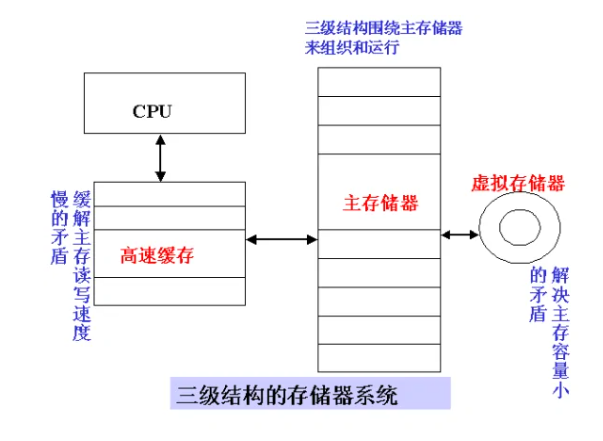 三级结构围绕主存储器
来组织和运行
CPU
缓解主存读写速度
慢的矛盾
高速缓存
主存储器
虚拟存储器
解决主存容量小
的矛盾
三级结构的存储器系统